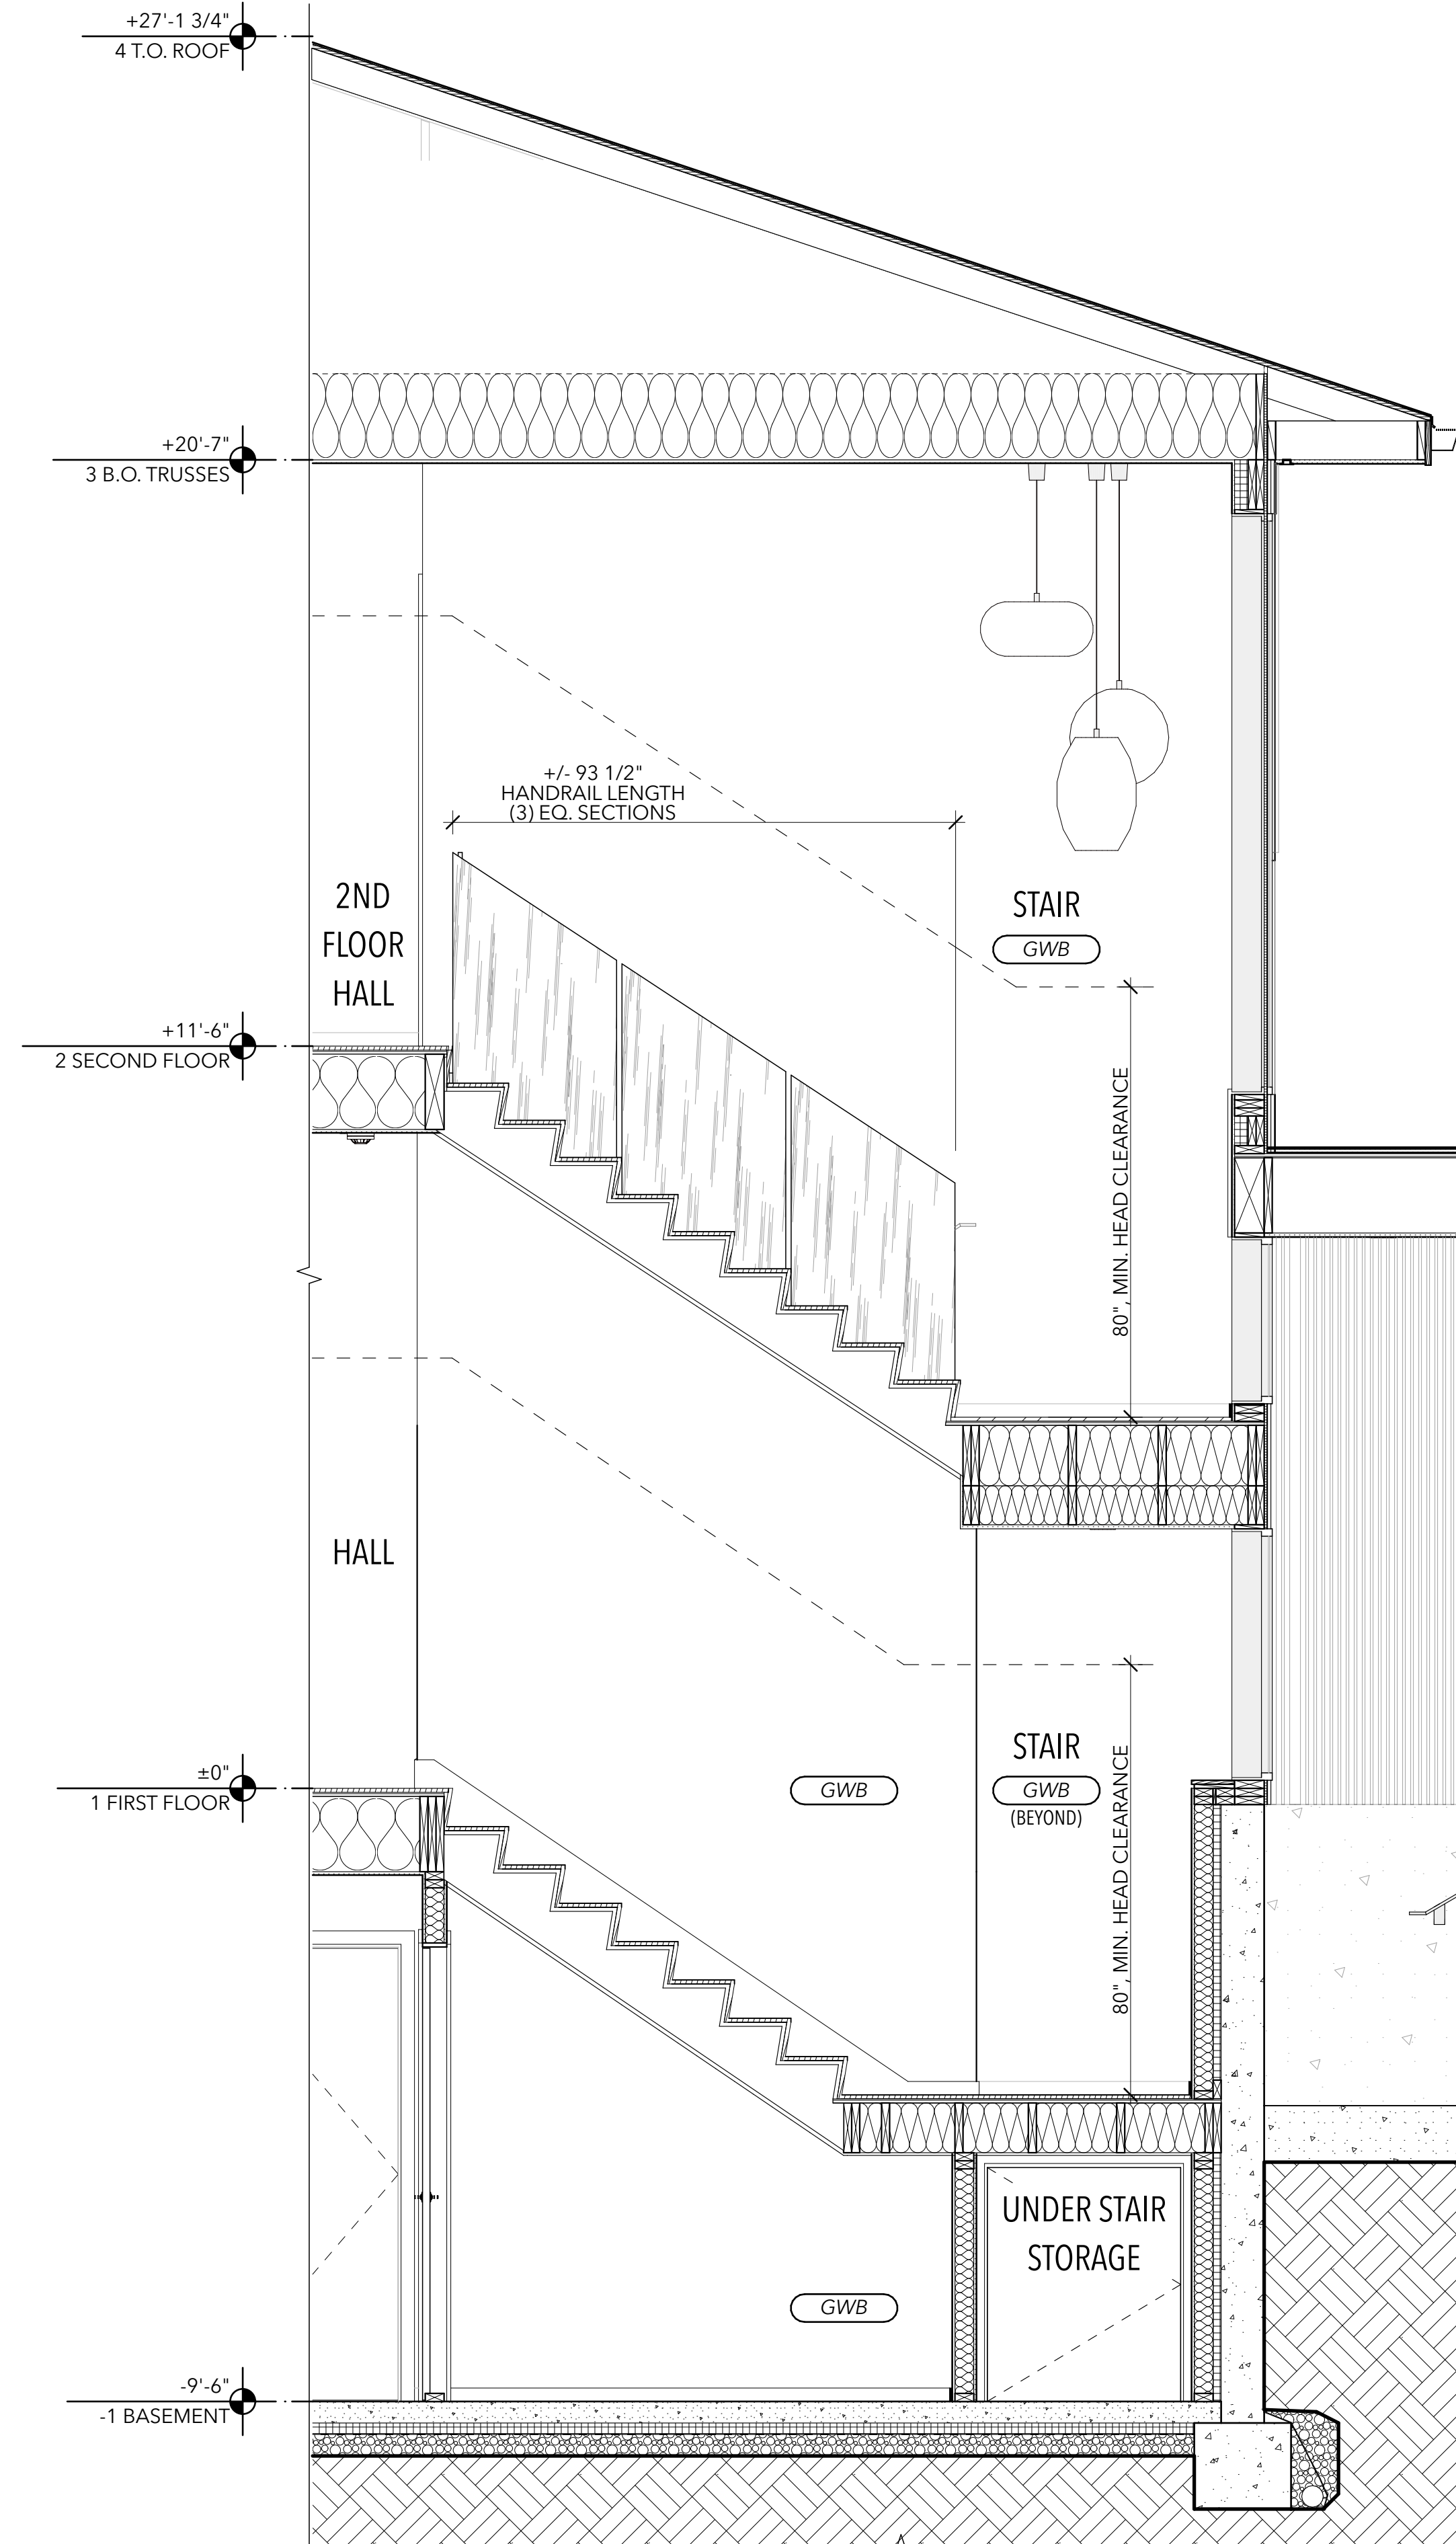 +27'-1 3/4"
4 T.O. ROOF
+20'-7"
3 B.O. TRUSSES
+/- 93 1/2"
HANDRAIL LENGTH
(3) EQ. SECTIONS
2ND
FLOOR
HALL
STAIR
GWB
+11'-6"
2 SECOND FLOOR
80", MIN. HEAD CLEARANCE
HALL
STAIR
GWB
GWB
(BEYOND)
±0"
1 FIRST FLOOR
80", MIN. HEAD CLEARANCE
UNDER STAIR
STORAGE
GWB
-9'-6"
-1 BASEMENT